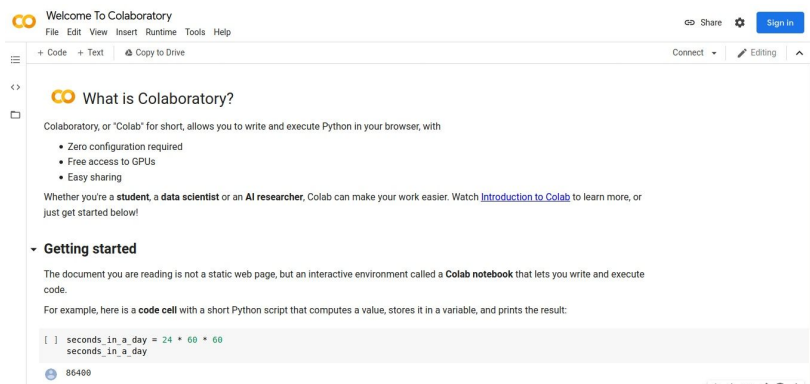 Welcome To Colaboratory
File Edit View Insert Runtime Tools Help
Share
Sign in
+ Code + Text Copy to Drive
Connect
Editing
What is Colaboratory?
Colaboratory, or "Colab" for short, allows you to write and execute Python in your browser, with
• Zero configuration required
• Free access to GPUs
• Easy sharing
Whether you're a student, a data scientist or an AI researcher, Colab can make your work easier. Watch Introduction to Colab to learn more, or
just get started below!
Getting started
The document you are reading is not a static web page, but an interactive environment called a Colab notebook that lets you write and execute
code.
For example, here is a code cell with a short Python script that computes a value, stores it in a variable, and prints the result:
[ ] seconds_in_a_day = 24 * 60 * 60
seconds_in_a_day
86400